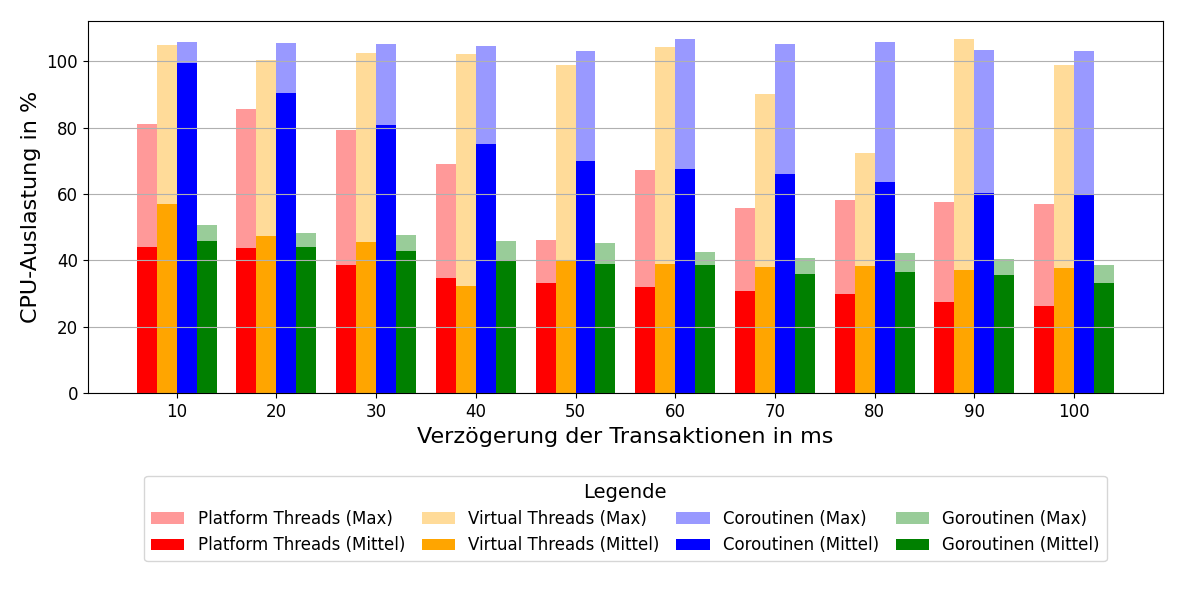 CPU-Auslastung in %
100
80
60
40
20
0
10 20 30 40 50 60 70 80 90 100
Verzögerung der Transaktionen in ms
Legende
Platform Threads (Max) Virtual Threads (Max) Coroutinen (Max) Goroutinen (Max)
Platform Threads (Mittel) Virtual Threads (Mittel) Coroutinen (Mittel) Goroutinen (Mittel)